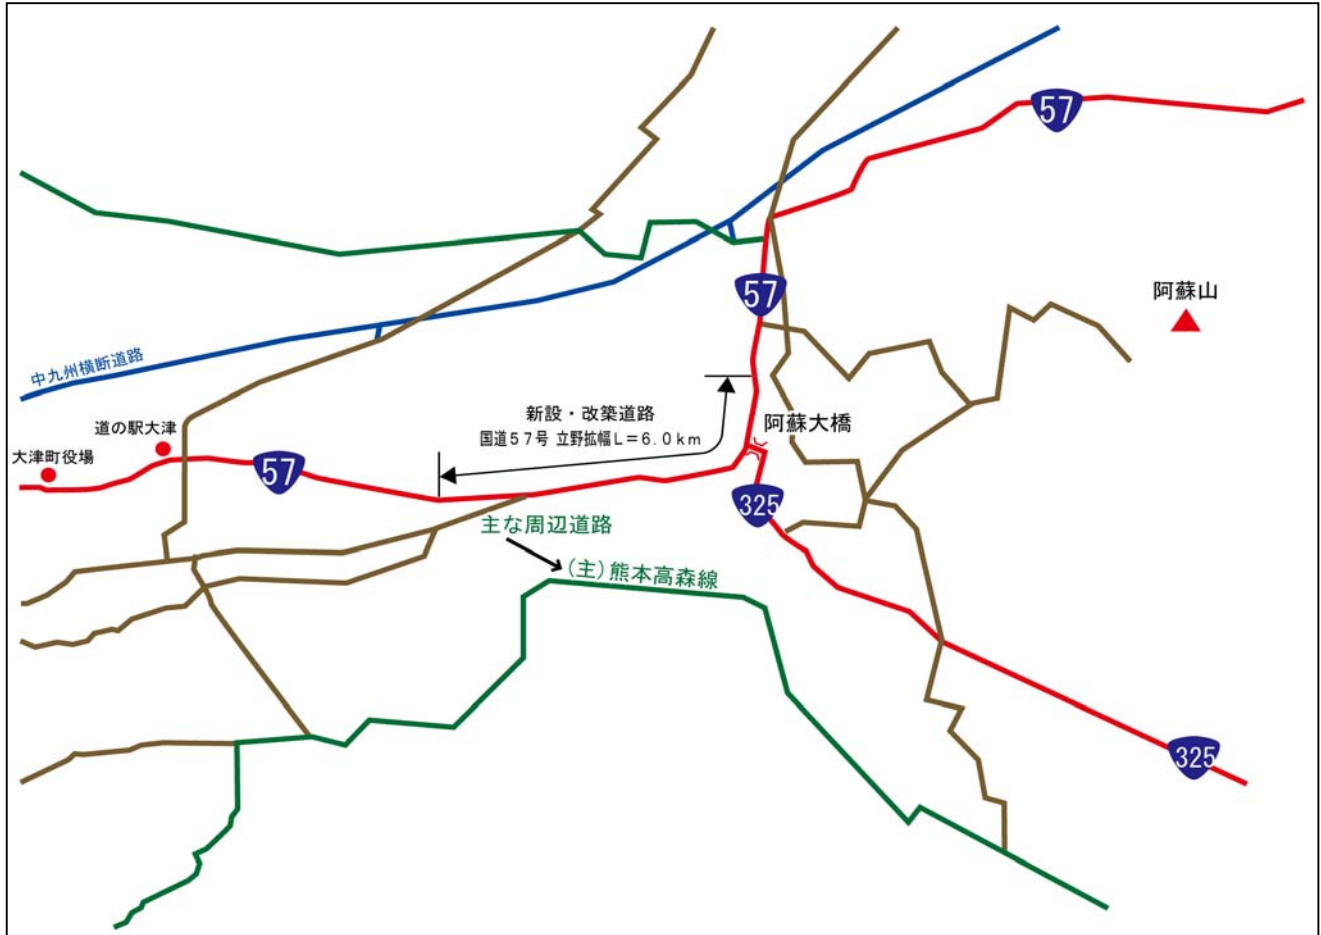 57
阿蘇山
57
中九州横断道路
新設・改築道路
国道57号 立野拡幅L=6.0km
阿蘇大橋
道の駅大津
大津町役場
57
325
主な周辺道路
(主)熊本高森線
325